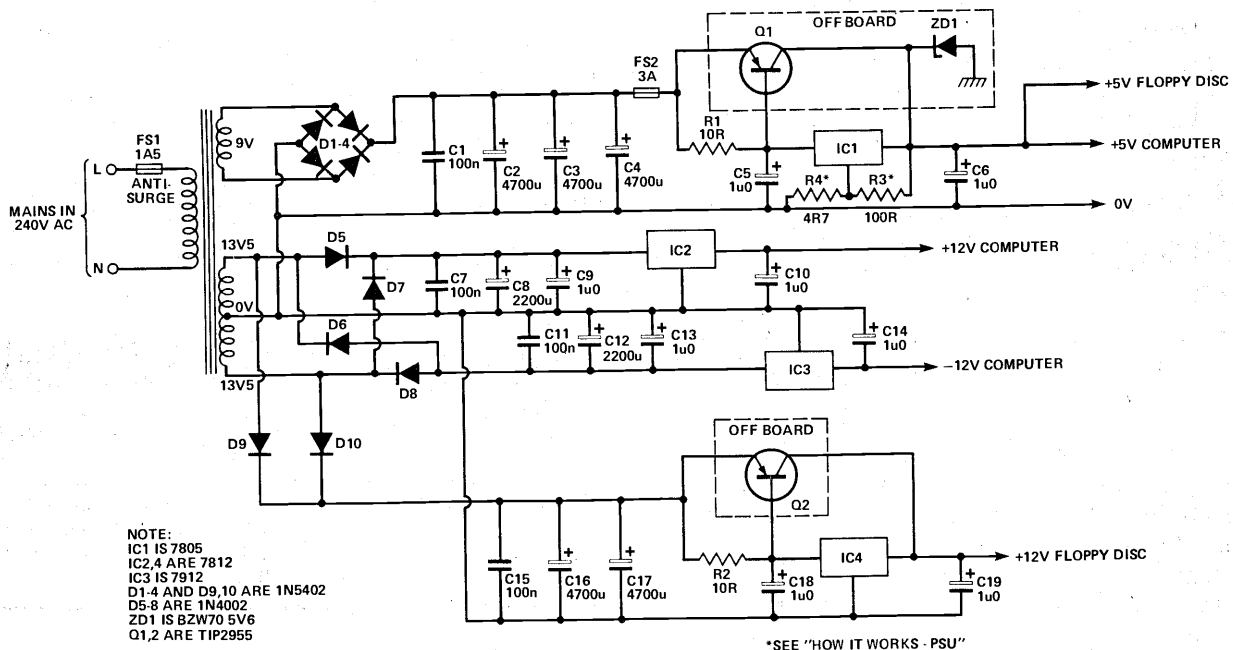 OFF BOARD
ZD1
Q1
FS2
3A
+5V FLOPPY DISC
FS1
1A5
9V
D1-4
R1
10R
IC1
+5V COMPUTER
L
ANTI-
SURGE
C1
100n
+
C2
4700u
+
C3
4700u
+
C4
4700u
C5
1u0
+
R4*
4R7
R3*
100R
+
C6
1u0
MAINS IN
240V AC
0V
N
13V5
D5
IC2
+12V COMPUTER
D7
C7
100n
+
C8
2200u
+
C9
1u0
+
C10
1u0
0V
D6
C11
100n
+
C12
2200u
+
C13
1u0
+
C14
1u0
13V5
D8
IC3
−12V COMPUTER
D9
D10
OFF BOARD
Q2
NOTE:
IC1 IS 7805
IC2,4 ARE 7812
IC3 IS 7912
D1-4 AND D9,10 ARE 1N5402
D5-8 ARE 1N4002
ZD1 IS BZW70 5V6
Q1,2 ARE TIP2955
C15
100n
+
C16
4700u
+
C17
4700u
R2
10R
+
C18
1u0
IC4
+12V FLOPPY DISC
+
C19
1u0
*SEE "HOW IT WORKS - PSU"